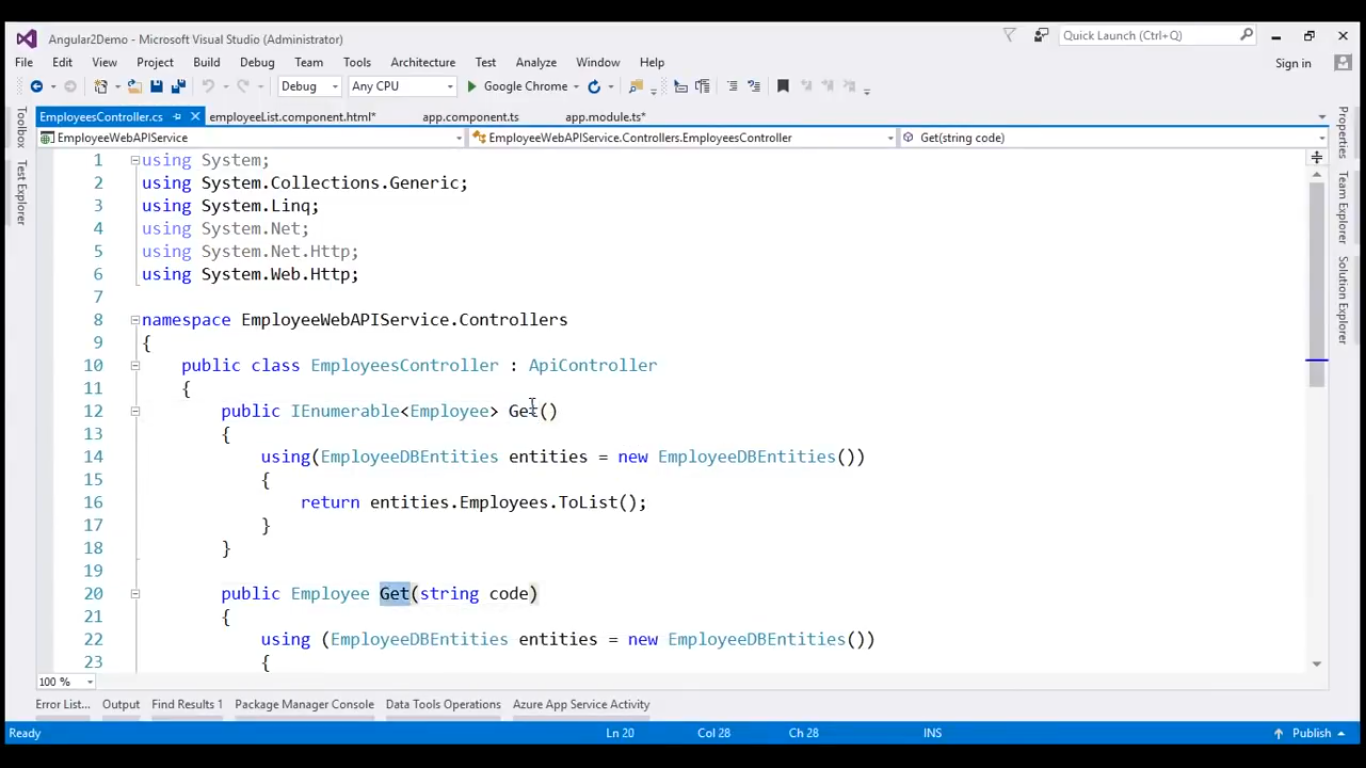 Angular2Demo - Microsoft Visual Studio (Administrator)
Quick Launch (Ctrl+Q)
File Edit View Project Build Debug Team Tools Architecture Test Analyze Window Help
Sign in
Debug Any CPU Google Chrome
EmployeesController.cs employeeList.component.html* app.component.ts app.module.ts*
EmployeeWebAPIService EmployeeWebAPIService.Controllers.EmployeesController Get(string code)
Toolbox
Test Explorer
Properties
Team Explorer
Solution Explorer
1 using System;
2 using System.Collections.Generic;
3 using System.Linq;
4 using System.Net;
5 using System.Net.Http;
6 using System.Web.Http;
7
8 namespace EmployeeWebAPIService.Controllers
9 {
10 public class EmployeesController : ApiController
11 {
12 public IEnumerable<Employee> Get()
13 {
14 using(EmployeeDBEntities entities = new EmployeeDBEntities())
15 {
16 return entities.Employees.ToList();
17 }
18 }
19
20 public Employee Get(string code)
21 {
22 using (EmployeeDBEntities entities = new EmployeeDBEntities())
23 {
100 %
Error List... Output Find Results 1 Package Manager Console Data Tools Operations Azure App Service Activity
Ready Ln 20 Col 28 Ch 28 INS Publish